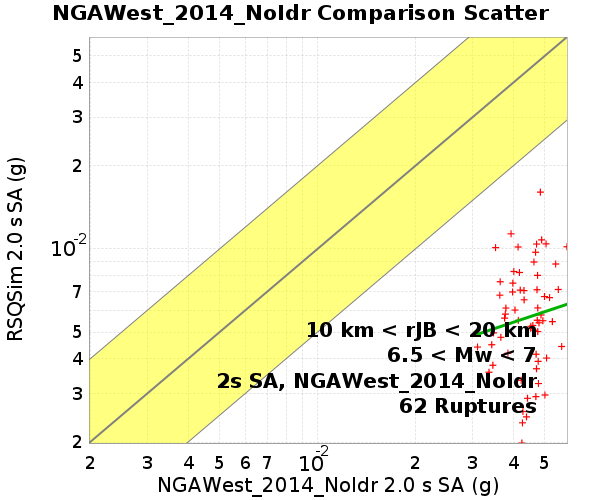 NGAWest_2014_NoIdr Comparison Scatter
5
4
3
2
10-2
7
5
4
3
2
RSQSim 2.0 s SA (g)
10 km < rJB < 20 km
6.5 < Mw < 7
2s SA, NGAWest_2014_NoIdr
62 Ruptures
2 3 4 5 6 7 10-2 2 3 4 5
NGAWest_2014_NoIdr 2.0 s SA (g)